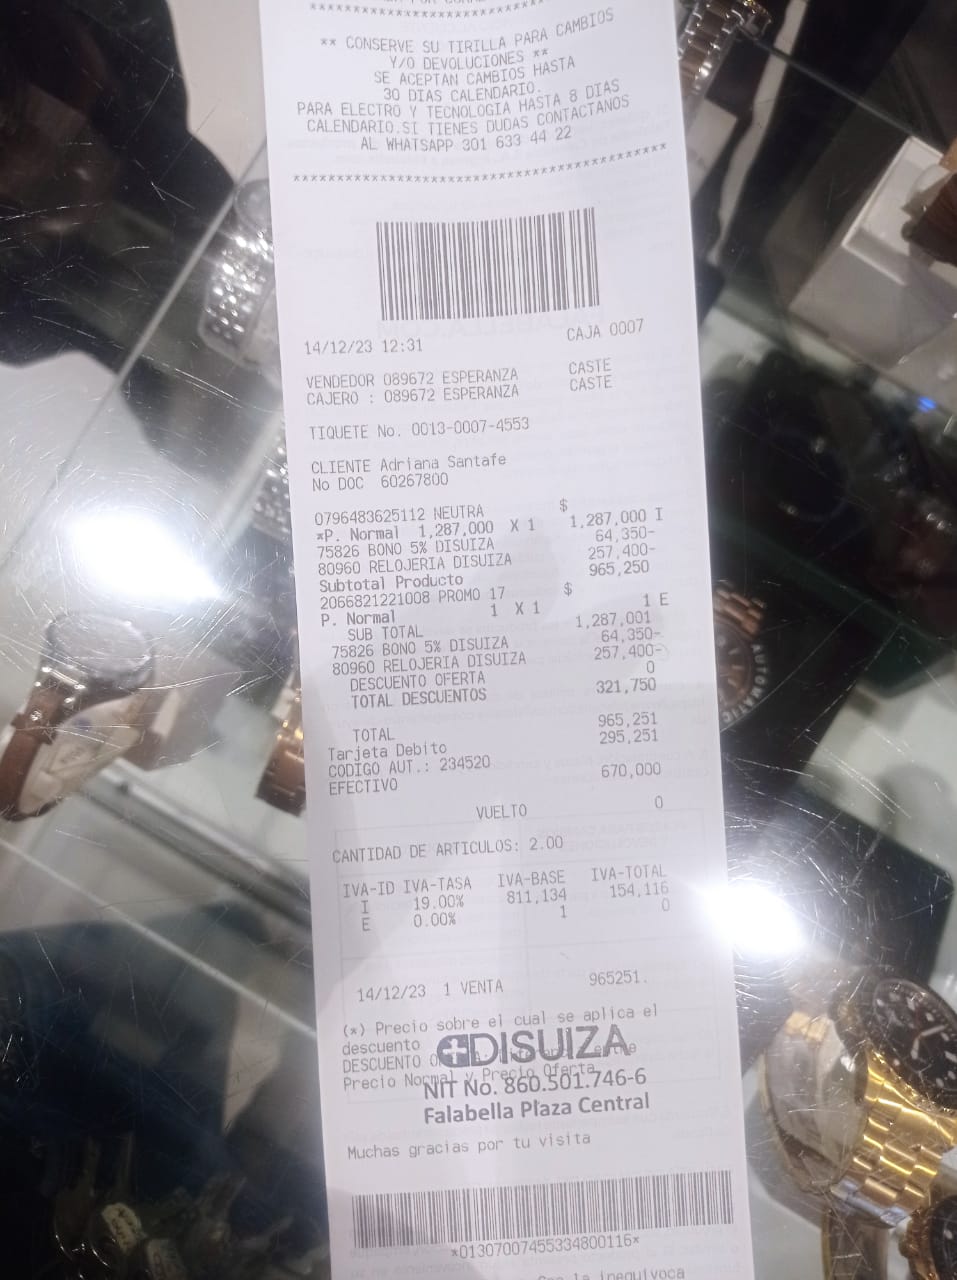 *****************************
** CONSERVE SU TIRILLA PARA CAMBIOS
Y/O DEVOLUCIONES **
SE ACEPTAN CAMBIOS HASTA
30 DIAS CALENDARIO.
PARA ELECTRO Y TECNOLOGIA HASTA 8 DIAS
CALENDARIO.SI TIENES DUDAS CONTACTANOS
AL WHATSAPP 301 633 44 22
******************************************
14/12/23 12:31 CAJA 0007
VENDEDOR 089672 ESPERANZA CASTE
CAJERO : 089672 ESPERANZA CASTE
TIQUETE No. 0013-0007-4553
CLIENTE Adriana Santafe
No DOC 60267800
0796483625112 NEUTRA $
*P. Normal 1,287,000 X 1 1,287,000 I
75826 BONO 5% DISUIZA 64,350-
80960 RELOJERIA DISUIZA 257,400-
Subtotal Producto 965,250
2066821221008 PROMO 17 $
P. Normal 1 X 1 1 E
SUB TOTAL 1,287,001
75826 BONO 5% DISUIZA 64,350-
80960 RELOJERIA DISUIZA 257,400-
DESCUENTO OFERTA 0
TOTAL DESCUENTOS 321,750
TOTAL 965,251
Tarjeta Debito 295,251
CODIGO AUT.: 234520
EFECTIVO 670,000
VUELTO 0
CANTIDAD DE ARTICULOS: 2.00
IVA-ID IVA-TASA IVA-BASE IVA-TOTAL
I 19.00% 811,134 154,116
E 0.00% 1 0
14/12/23 1 VENTA 965251.
(*) Precio sobre el cual se aplica el
descuento
DISUIZA
DESCUENTO
Precio Normal y Precio Oferta
NIT No. 860.501.746-6
Falabella Plaza Central
Muchas gracias por tu visita
*01307007455334800116*
la inequivoca
AUTOMATIC